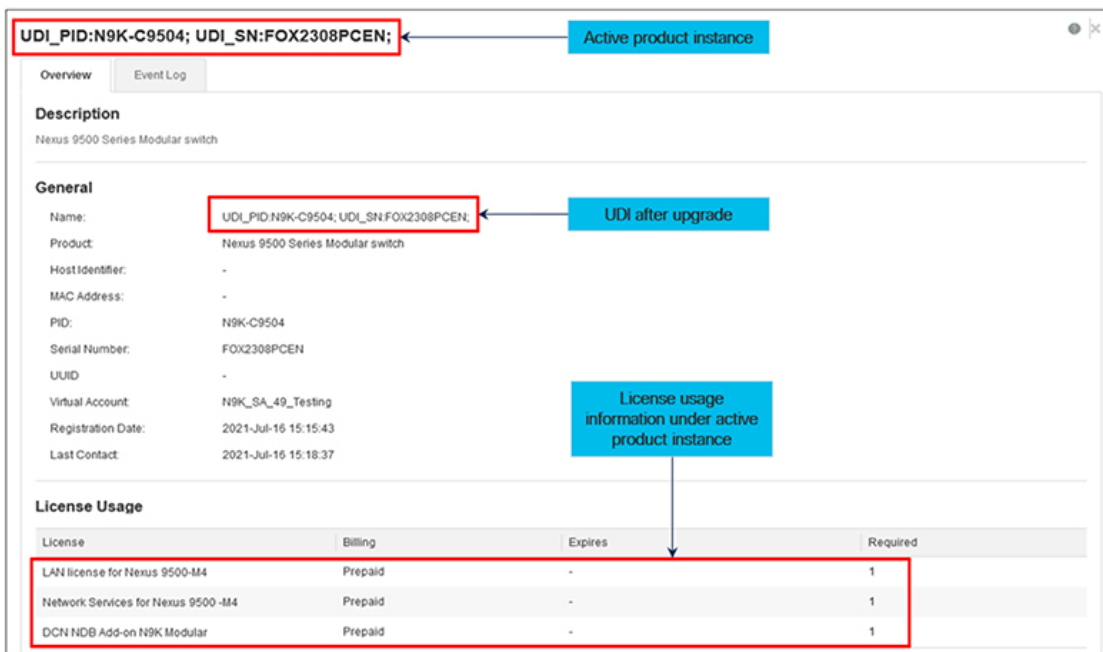 UDI_PID:N9K-C9504; UDI_SN:FOX2308PCEN;
Active product instance
Overview
Event Log
Description
Nexus 9500 Series Modular switch
General
Name:
UDI_PID:N9K-C9504; UDI_SN:FOX2308PCEN;
UDI after upgrade
Product:
Nexus 9500 Series Modular switch
Host Identifier:
-
MAC Address:
-
PID:
N9K-C9504
Serial Number:
FOX2308PCEN
UUID
-
Virtual Account:
N9K_SA_49_Testing
Registration Date:
2021-Jul-16 15:15:43
Last Contact:
2021-Jul-16 15:18:37
License usage
information under active
product instance
License Usage
License Billing Expires Required
LAN license for Nexus 9500-M4 Prepaid - 1
Network Services for Nexus 9500 -M4 Prepaid - 1
DCN NDB Add-on N9K Modular Prepaid - 1